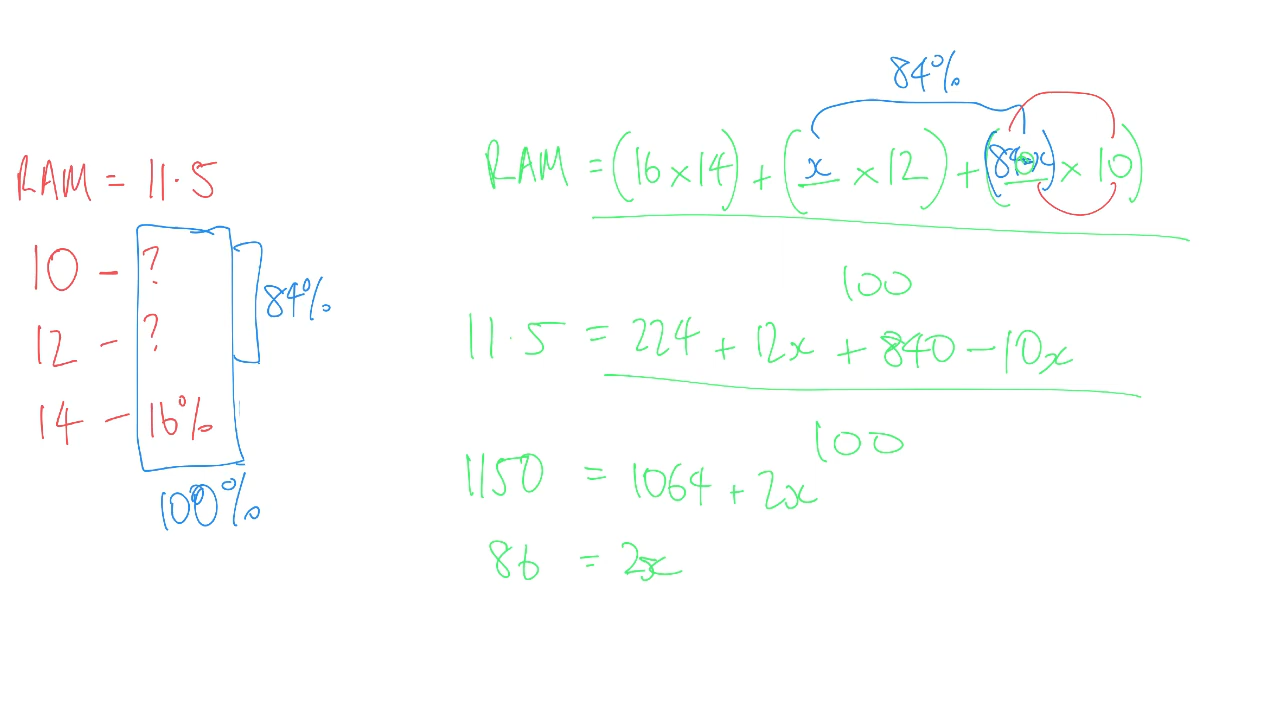 RAM = 11.5
10 - ?
12 - ?
14 - 16%
84%
100%
84%
RAM = (16 x 14) + (x x 12) + ((84-x) x 10)
100
11.5 = 224 + 12x + 840 - 10x
100
1150 = 1064 + 2x
86 = 2x